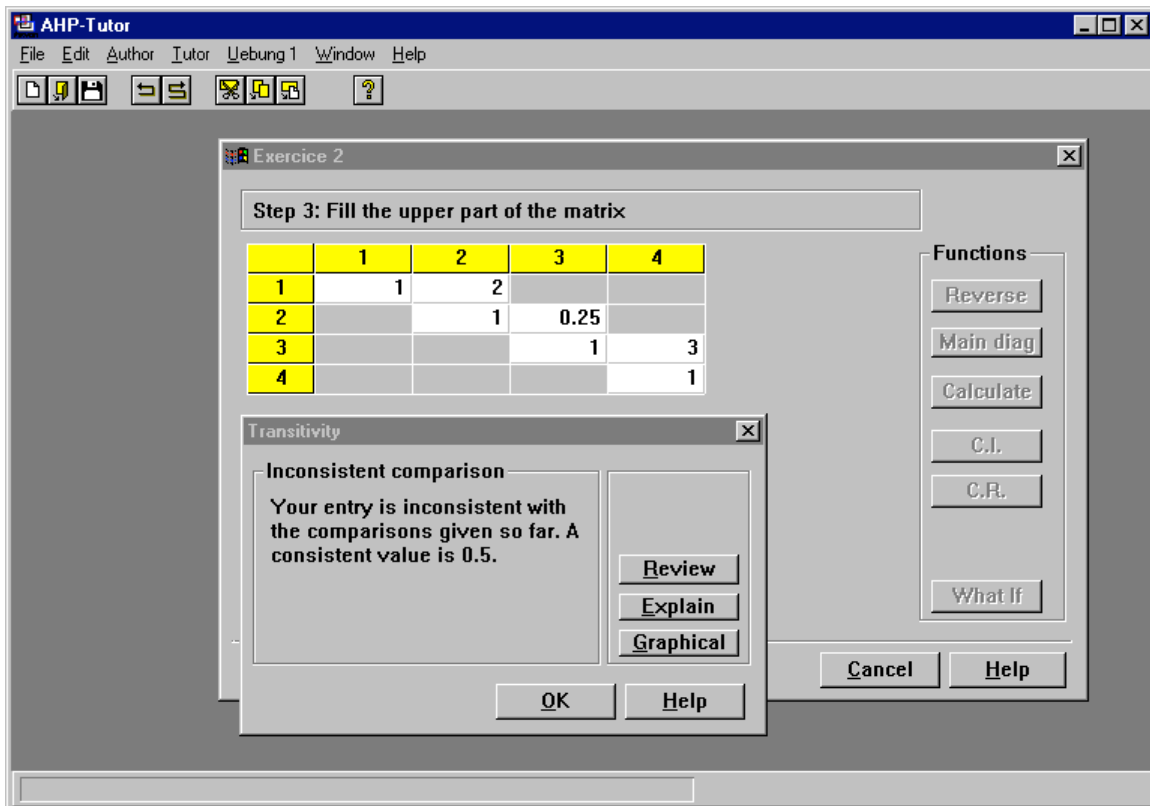 AHP-Tutor
File Edit Author Tutor Uebung 1 Window Help
?
Exercice 2
Step 3: Fill the upper part of the matrix
1 2 3 4
1 1 2
2 1 0.25
3 1 3
4 1
Functions
Reverse
Main diag
Calculate
C.I.
C.R.
What If
Transitivity
Inconsistent comparison
Your entry is inconsistent with
the comparisons given so far. A
consistent value is 0.5.
Review
Explain
Graphical
OK Help
Cancel Help